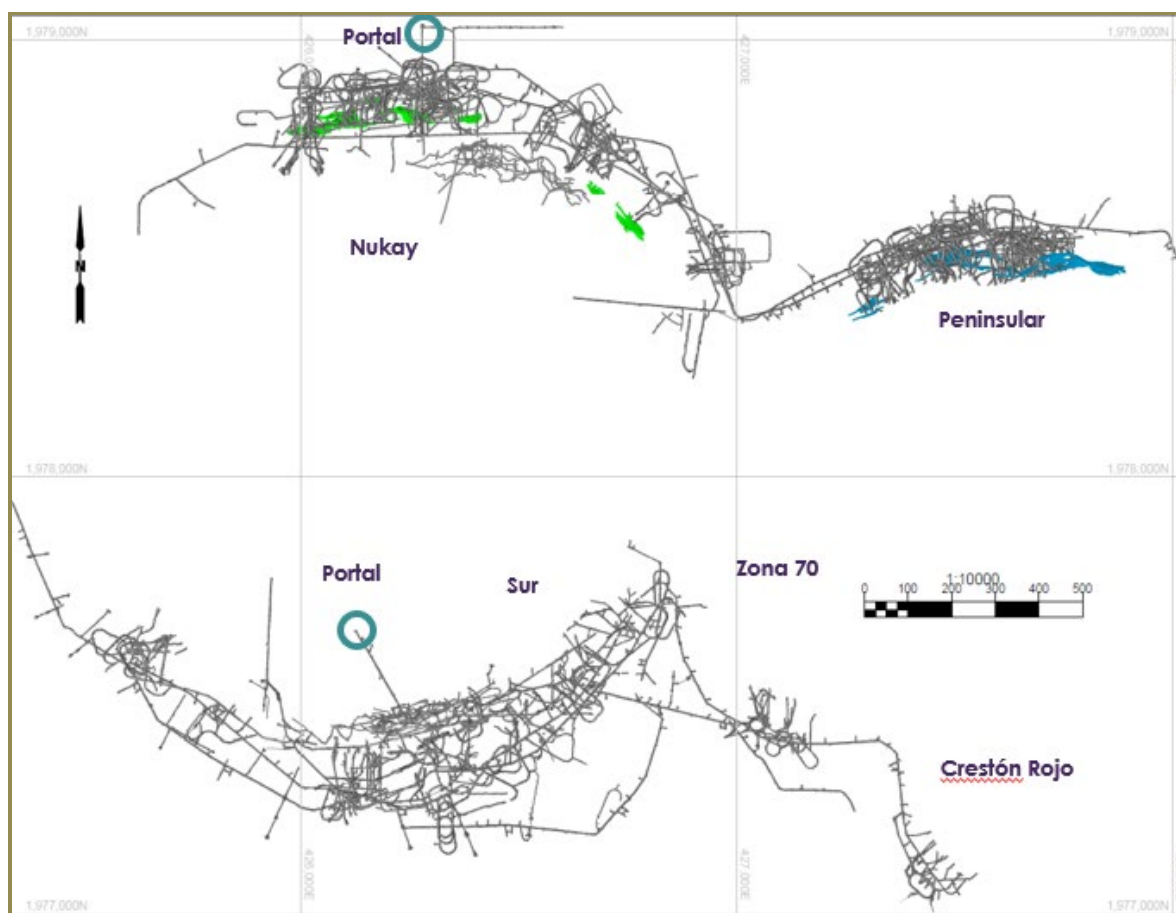 1,979,000N
Portal
1,979,000N
426,000E
427,000E
N
Nukay
Peninsular
1,978,000N
1,978,000N
Portal
Sur
Zona 70
1:10000
0 100 200 300 400 500
Crestón Rojo
426,000E
427,000E
1,977,000N
1,977,000N